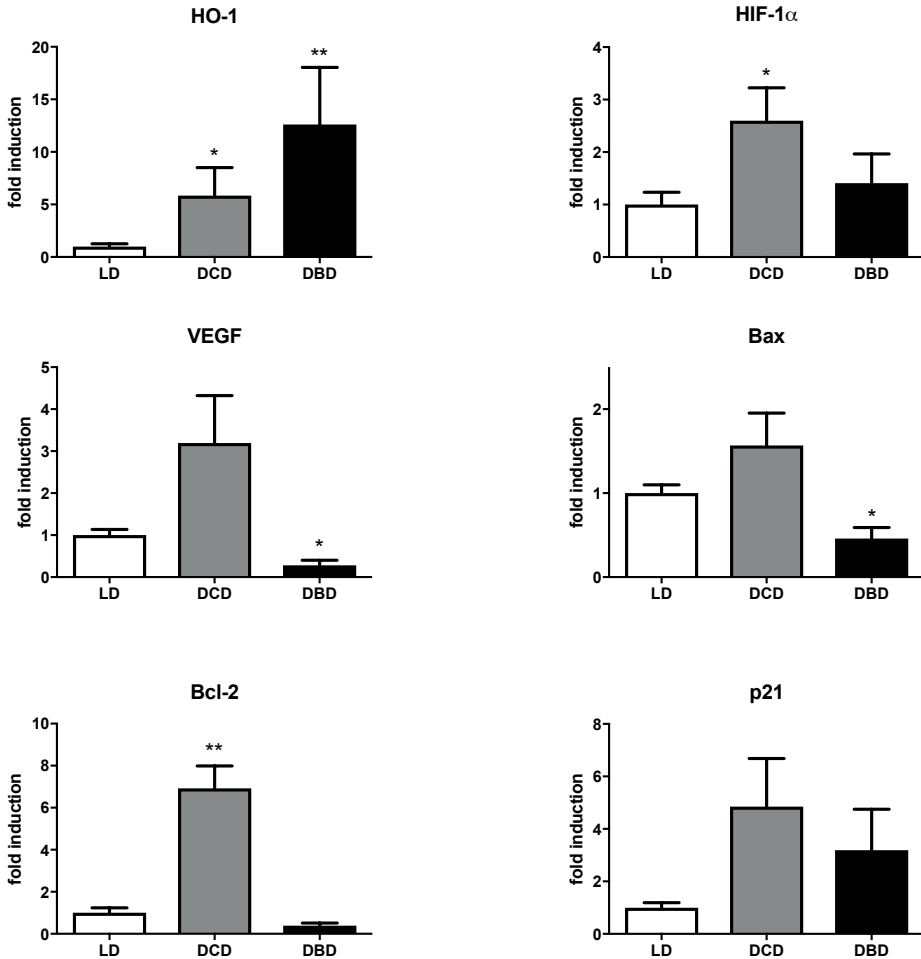 HO-1
fold induction
20
15
10
5
0
*
**
LD DCD DBD
HIF-1α
fold induction
4
3
2
1
0
*
LD DCD DBD
VEGF
fold induction
5
4
3
2
1
0
*
LD DCD DBD
Bax
fold induction
2
1
0
*
LD DCD DBD
Bcl-2
fold induction
10
8
6
4
2
0
**
LD DCD DBD
p21
fold induction
8
6
4
2
0
LD DCD DBD